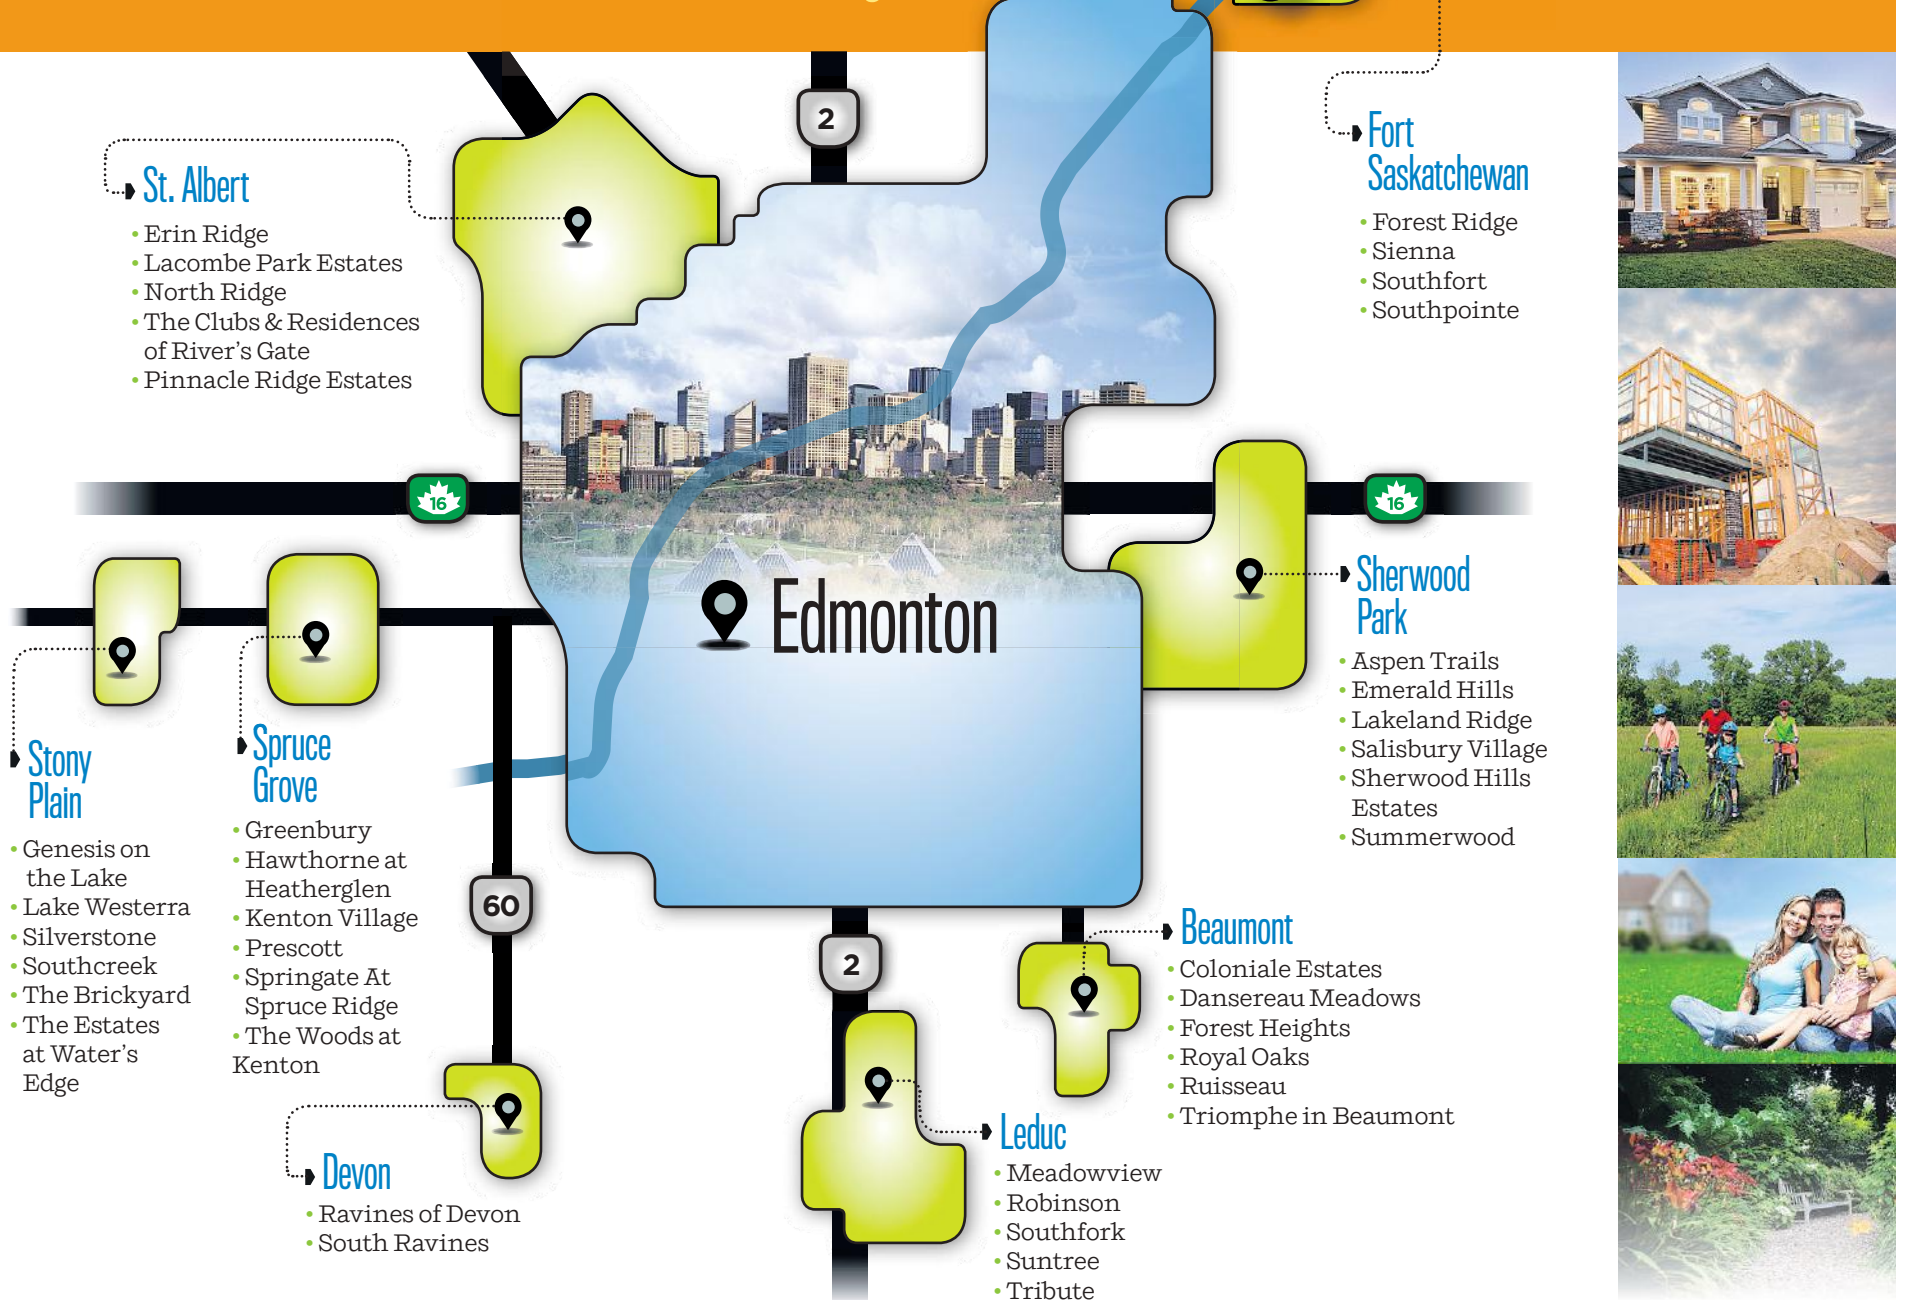 2
Fort
Saskatchewan
• Forest Ridge
• Sienna
• Southfort
• Southpointe
St. Albert
• Erin Ridge
• Lacombe Park Estates
• North Ridge
• The Clubs & Residences
of River's Gate
• Pinnacle Ridge Estates
16
16
Edmonton
Sherwood
Park
• Aspen Trails
• Emerald Hills
• Lakeland Ridge
• Salisbury Village
• Sherwood Hills
Estates
• Summerwood
Stony
Plain
• Genesis on
the Lake
• Lake Westerra
• Silverstone
• Southcreek
• The Brickyard
• The Estates
at Water's
Edge
Spruce
Grove
• Greenbury
• Hawthorne at
Heatherglen
• Kenton Village
• Prescott
• Springate At
Spruce Ridge
• The Woods at
Kenton
60
2
Beaumont
• Coloniale Estates
• Dansereau Meadows
• Forest Heights
• Royal Oaks
• Ruisseau
• Triomphe in Beaumont
Devon
• Ravines of Devon
• South Ravines
Leduc
• Meadowview
• Robinson
• Southfork
• Suntree
• Tribute